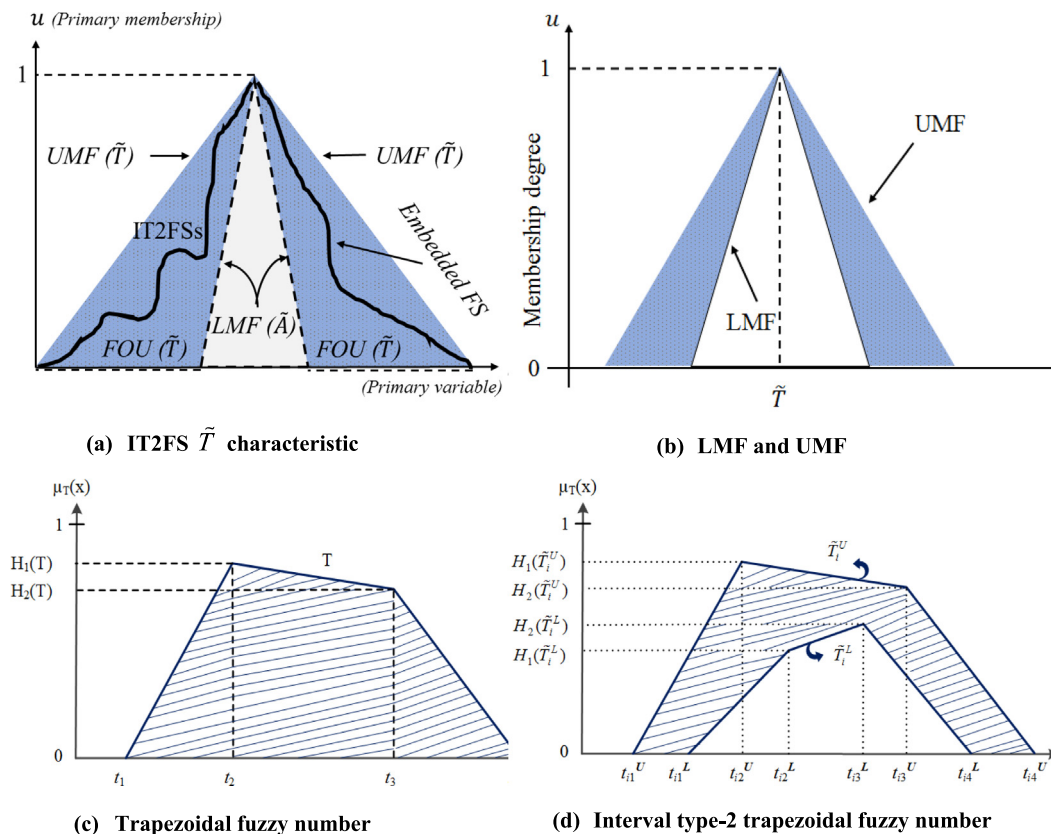 u (Primary membership)
1
UMF (T̃)
UMF (T̃)
IT2FSs
Embedded FS
LMF (Ã)
FOU (T̃)
FOU (T̃)
(Primary variable)
(a) IT2FS T̃ characteristic
u
1
Membership degree
UMF
LMF
0
T̃
(b) LMF and UMF
μT(x)
1
H₁(T)
T
H₂(T)
0
t₁
t₂
t₃
(c) Trapezoidal fuzzy number
μT(x)
1
H₁(T̃ᵢᵁ)
T̃ᵢᵁ
H₂(T̃ᵢᵁ)
H₂(T̃ᵢᴸ)
H₁(T̃ᵢᴸ)
T̃ᵢᴸ
0
tᵢ₁ᵁ tᵢ₁ᴸ tᵢ₂ᵁ tᵢ₂ᴸ tᵢ₃ᴸ tᵢ₃ᵁ tᵢ₄ᴸ tᵢ₄ᵁ
(d) Interval type-2 trapezoidal fuzzy number